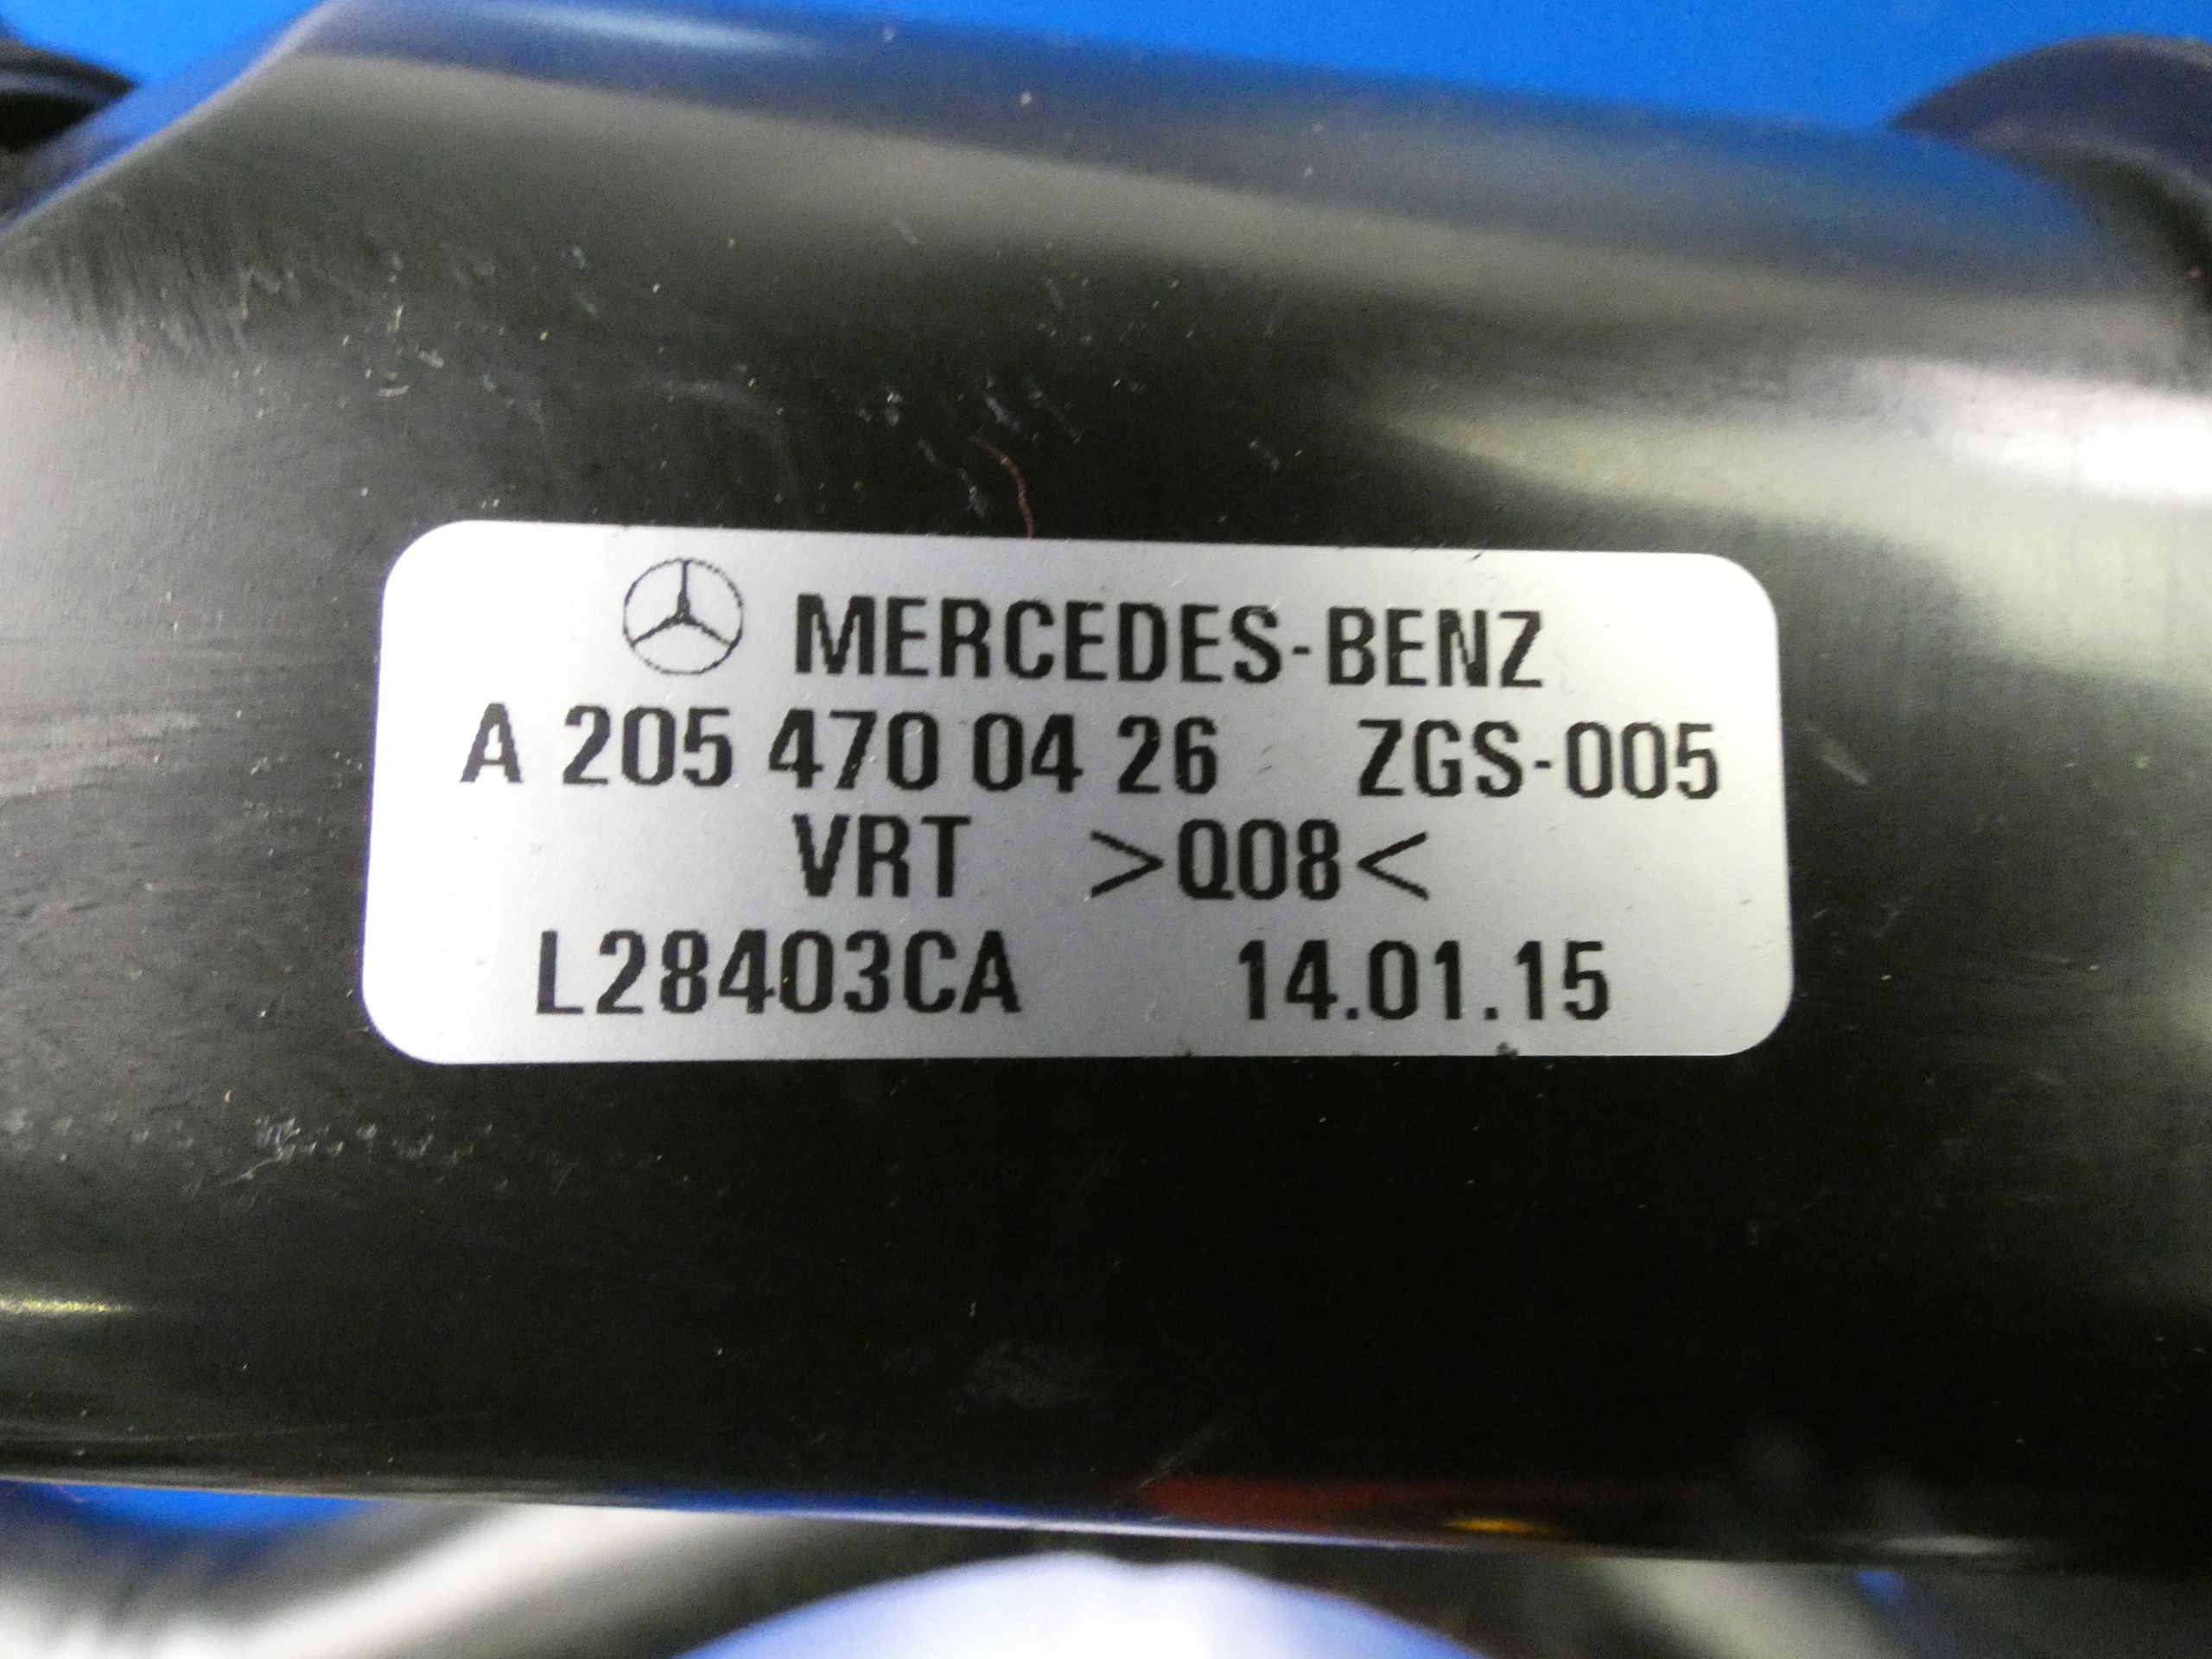 MERCEDES-BENZ
A 205 470 04 26 ZGS-005
VRT >Q08<
L28403CA 14.01.15